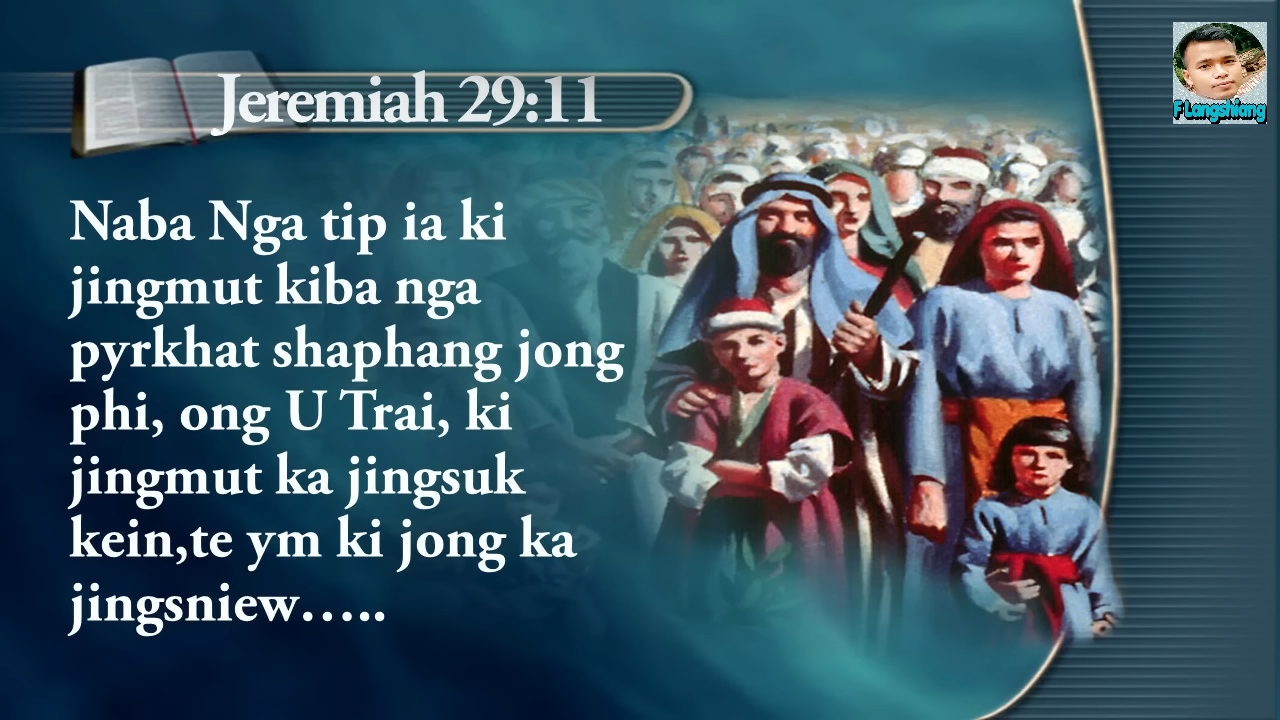 Jeremiah 29:11
F Langshiang
Naba Nga tip ia ki
jingmut kiba nga
pyrkhat shaphang jong
phi, ong U Trai, ki
jingmut ka jingsuk
kein,te ym ki jong ka
jingsniew.....